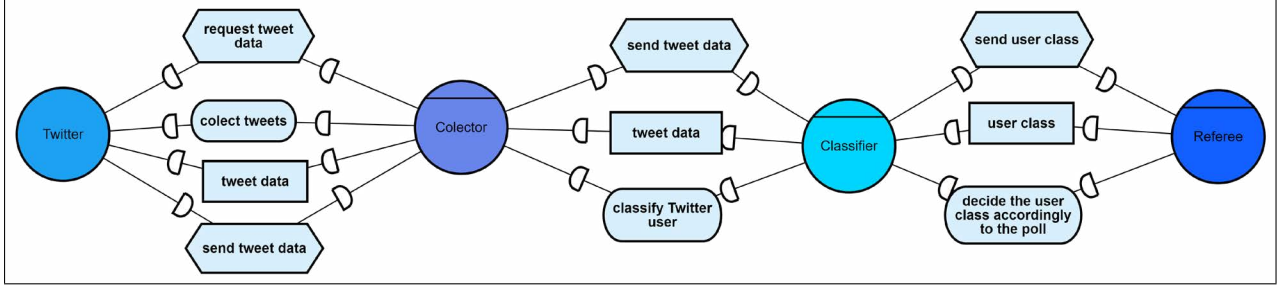 request tweet
data
colect tweets
tweet data
send tweet data
Twitter
Colector
send tweet data
tweet data
classify Twitter
user
Classifier
send user class
user class
decide the user
class accordingly
to the poll
Referee